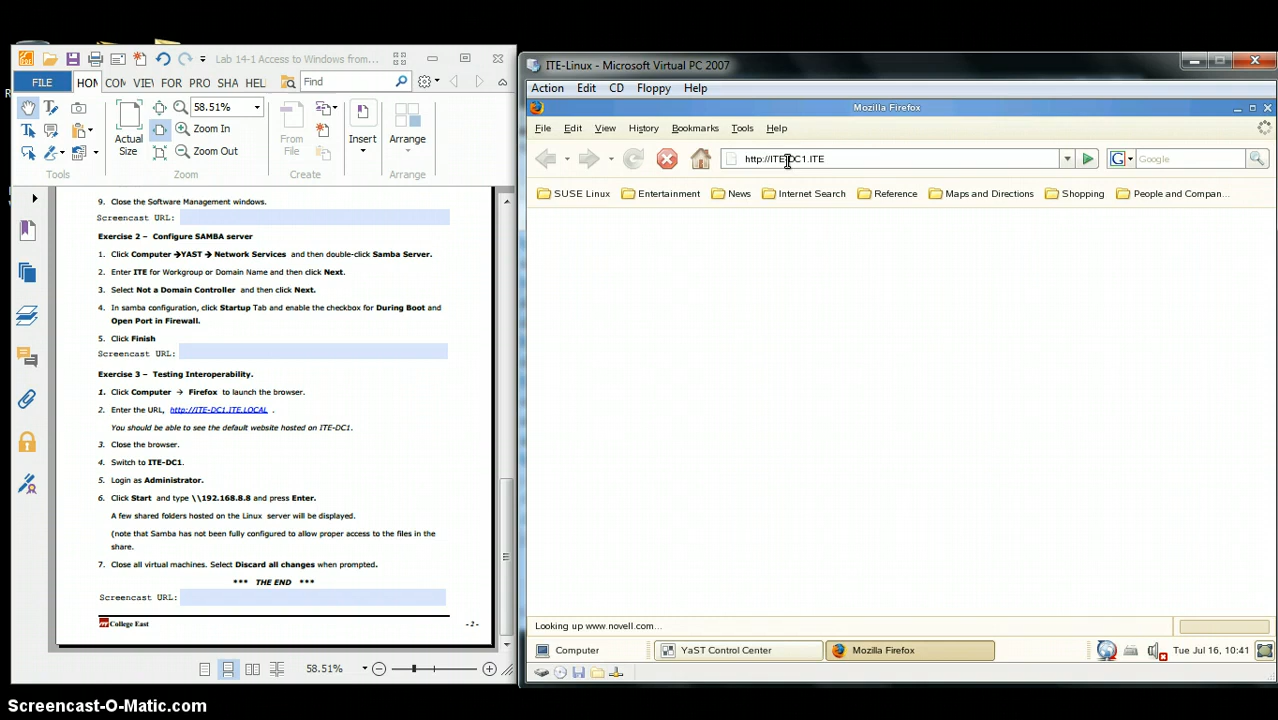 Lab 14-1 Access to Windows from...
FILE HON CON VIEV FOR PRO SHA HEL Find
58.51%
Actual Size
Zoom In
Zoom Out
From File
Insert
Arrange
Tools Zoom Create Arrange
9. Close the Software Management windows.
Screencast URL:
Exercise 2 – Configure SAMBA server
1. Click Computer →YAST → Network Services and then double-click Samba Server.
2. Enter ITE for Workgroup or Domain Name and then click Next.
3. Select Not a Domain Controller and then click Next.
4. In samba configuration, click Startup Tab and enable the checkbox for During Boot and
Open Port in Firewall.
5. Click Finish
Screencast URL:
Exercise 3 – Testing Interoperability.
1. Click Computer → Firefox to launch the browser.
2. Enter the URL, http://ITE-DC1.ITE.LOCAL .
You should be able to see the default website hosted on ITE-DC1.
3. Close the browser.
4. Switch to ITE-DC1.
5. Login as Administrator.
6. Click Start and type \\192.168.8.8 and press Enter.
A few shared folders hosted on the Linux server will be displayed.
(note that Samba has not been fully configured to allow proper access to the files in the
share.
7. Close all virtual machines. Select Discard all changes when prompted.
*** THE END ***
Screencast URL:
College East - 2 -
58.51%
ITE-Linux - Microsoft Virtual PC 2007
Action Edit CD Floppy Help
Mozilla Firefox
File Edit View History Bookmarks Tools Help
http://ITE-DC1.ITE
G Google
SUSE Linux Entertainment News Internet Search Reference Maps and Directions Shopping People and Compan...
Looking up www.novell.com...
Computer YaST Control Center Mozilla Firefox Tue Jul 16, 10:41
Screencast-O-Matic.com